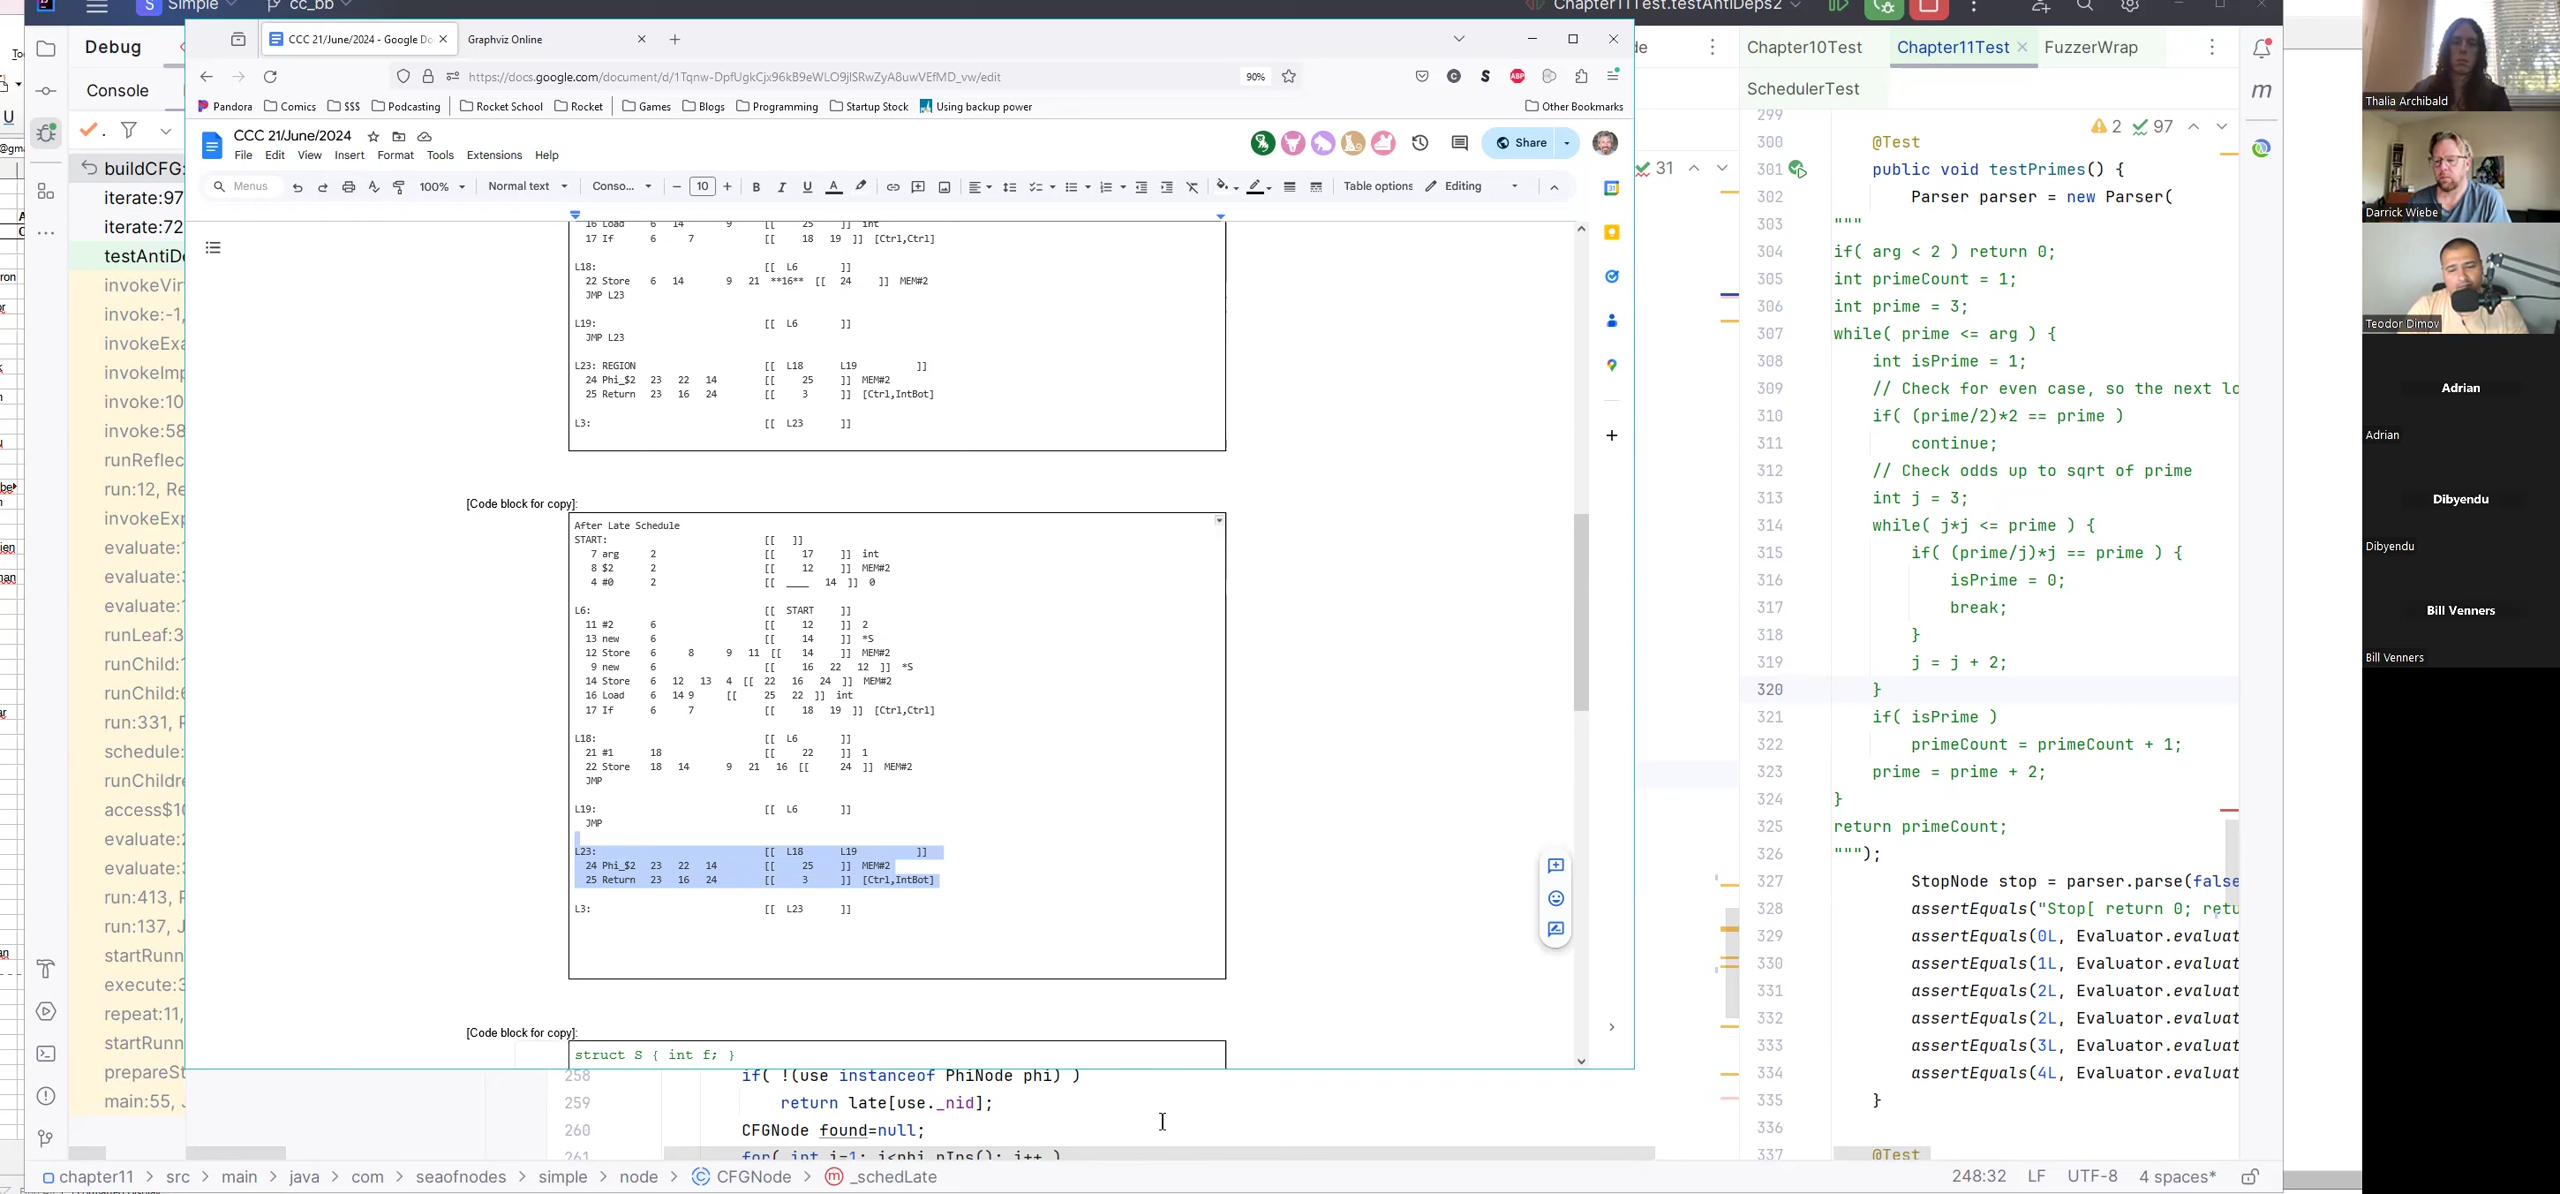 Simple
cc_bb
Chapter11Test.testAntiDeps2
Debug
Console
buildCFG:
iterate:97
iterate:72
testAntiDe
invokeVir
invoke:-1,
invokeExa
invokeImp
invoke:10
invoke:58
runReflec
run:12, Re
invokeExp
evaluate:
evaluate:
evaluate:
runLeaf:3
runChild:
runChild:6
run:331, F
schedule:
runChildre
access$10
evaluate:2
evaluate:3
run:413, F
run:137, J
startRunn
execute:3
repeat:11,
startRunn
prepareSt
main:55, J
CCC 21/June/2024 - Google Do
Graphviz Online
https://docs.google.com/document/d/1Tqnw-DpfUgkCjx96kB9eWLO9jlSRwZyA8uwVEfMD_vw/edit
90%
Pandora
Comics
$$$
Podcasting
Rocket School
Rocket
Games
Blogs
Programming
Startup Stock
Using backup power
Other Bookmarks
CCC 21/June/2024
File Edit View Insert Format Tools Extensions Help
Share
Menus
100%
Normal text
Conso...
10
Table options
Editing
16 Load 6 14 9 [[ 25 ]] int
17 If 6 7 [[ 18 19 ]] [Ctrl,Ctrl]
L18: [[ L6 ]]
22 Store 6 14 9 21 **16** [[ 24 ]] MEM#2
JMP L23
L19: [[ L6 ]]
JMP L23
L23: REGION [[ L18 L19 ]]
24 Phi_$2 23 22 14 [[ 25 ]] MEM#2
25 Return 23 16 24 [[ 3 ]] [Ctrl,IntBot]
L3: [[ L23 ]]
[Code block for copy]:
After Late Schedule
START: [[ ]]
7 arg 2 [[ 17 ]] int
8 $2 2 [[ 12 ]] MEM#2
4 #0 2 [[ ____ 14 ]] 0
L6: [[ START ]]
11 #2 6 [[ 12 ]] 2
13 new 6 [[ 14 ]] *S
12 Store 6 8 9 11 [[ 14 ]] MEM#2
9 new 6 [[ 16 22 12 ]] *S
14 Store 6 12 13 4 [[ 22 16 24 ]] MEM#2
16 Load 6 14 9 [[ 25 22 ]] int
17 If 6 7 [[ 18 19 ]] [Ctrl,Ctrl]
L18: [[ L6 ]]
21 #1 18 [[ 22 ]] 1
22 Store 18 14 9 21 16 [[ 24 ]] MEM#2
JMP
L19: [[ L6 ]]
JMP
L23: [[ L18 L19 ]]
24 Phi_$2 23 22 14 [[ 25 ]] MEM#2
25 Return 23 16 24 [[ 3 ]] [Ctrl,IntBot]
L3: [[ L23 ]]
[Code block for copy]:
struct S { int f; }
258 if( !(use instanceof PhiNode phi) )
259 return late[use._nid];
260 CFGNode found=null;
261 for( int i=1; i<phi.nIns(); i++ )
31
Chapter10Test
Chapter11Test
FuzzerWrap
SchedulerTest
2 97
299
300 @Test
301 public void testPrimes() {
302 Parser parser = new Parser(
303 """
304 if( arg < 2 ) return 0;
305 int primeCount = 1;
306 int prime = 3;
307 while( prime <= arg ) {
308 int isPrime = 1;
309 // Check for even case, so the next lo
310 if( (prime/2)*2 == prime )
311 continue;
312 // Check odds up to sqrt of prime
313 int j = 3;
314 while( j*j <= prime ) {
315 if( (prime/j)*j == prime ) {
316 isPrime = 0;
317 break;
318 }
319 j = j + 2;
320 }
321 if( isPrime )
322 primeCount = primeCount + 1;
323 prime = prime + 2;
324 }
325 return primeCount;
326 """);
327 StopNode stop = parser.parse(false
328 assertEquals("Stop[ return 0; retu
329 assertEquals(0L, Evaluator.evaluat
330 assertEquals(1L, Evaluator.evaluat
331 assertEquals(2L, Evaluator.evaluat
332 assertEquals(2L, Evaluator.evaluat
333 assertEquals(3L, Evaluator.evaluat
334 assertEquals(4L, Evaluator.evaluat
335 }
336
337 @Test
chapter11 > src > main > java > com > seaofnodes > simple > node > CFGNode > _schedLate
248:32 LF UTF-8 4 spaces*
Thalia Archibald
Darrick Wiebe
Teodor Dimov
Adrian
Adrian
Dibyendu
Dibyendu
Bill Venners
Bill Venners